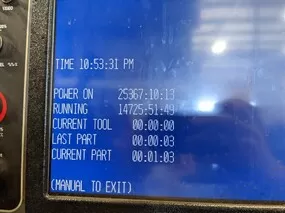 TIME 10:53:31 PM
POWER ON 25367:10:13
RUNNING 14725:51:49
CURRENT TOOL 00:00:00
LAST PART 00:00:03
CURRENT PART 00:01:03
(MANUAL TO EXIT)